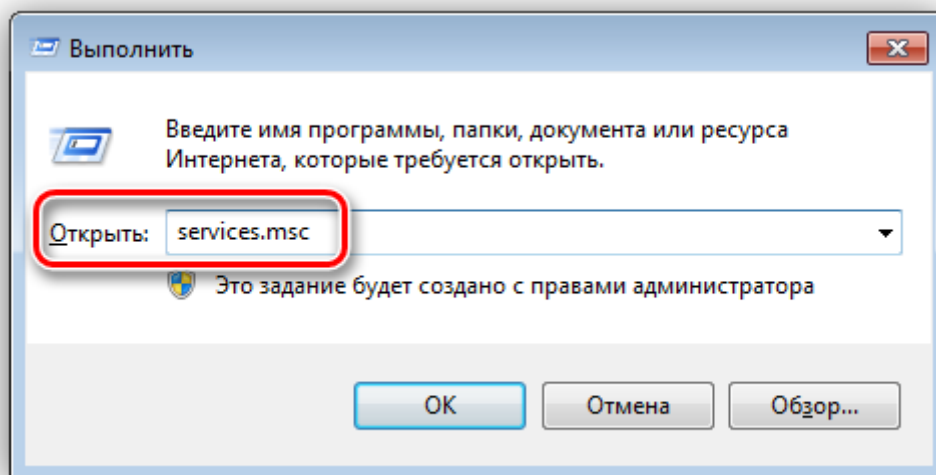 Выполнить
Введите имя программы, папки, документа или ресурса
Интернета, которые требуется открыть.
Открыть: services.msc
Это задание будет создано с правами администратора
OK Отмена Обзор...